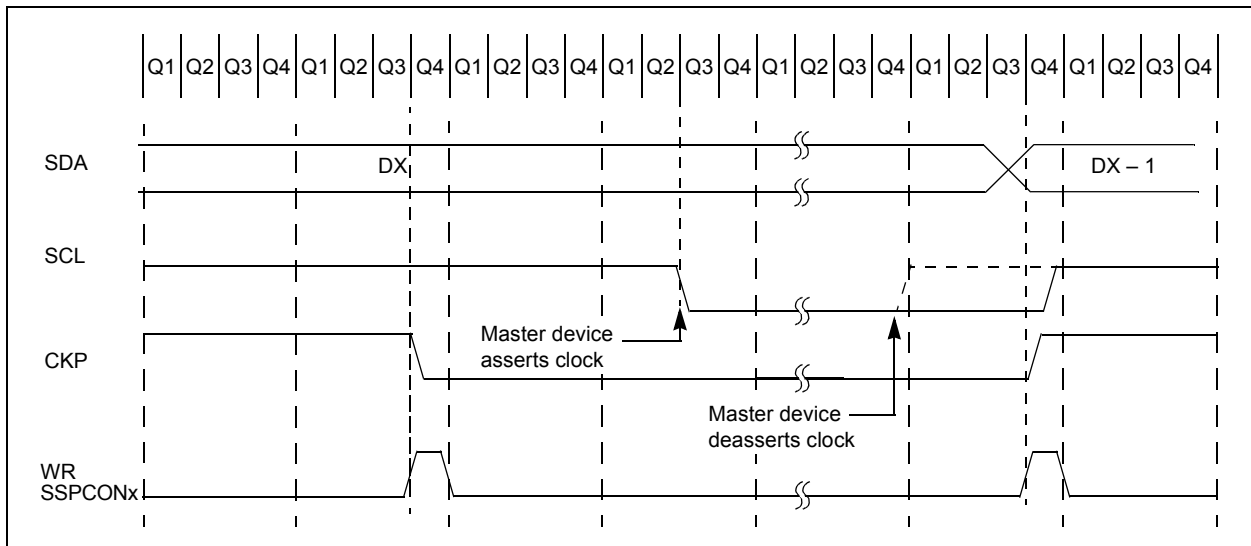 Q1 Q2 Q3 Q4 Q1 Q2 Q3 Q4 Q1 Q2 Q3 Q4 Q1 Q2 Q3 Q4 Q1 Q2 Q3 Q4 Q1 Q2 Q3 Q4 Q1 Q2 Q3 Q4
SDA
DX
DX – 1
SCL
Master device
asserts clock
CKP
Master device
deasserts clock
WR
SSPCONx